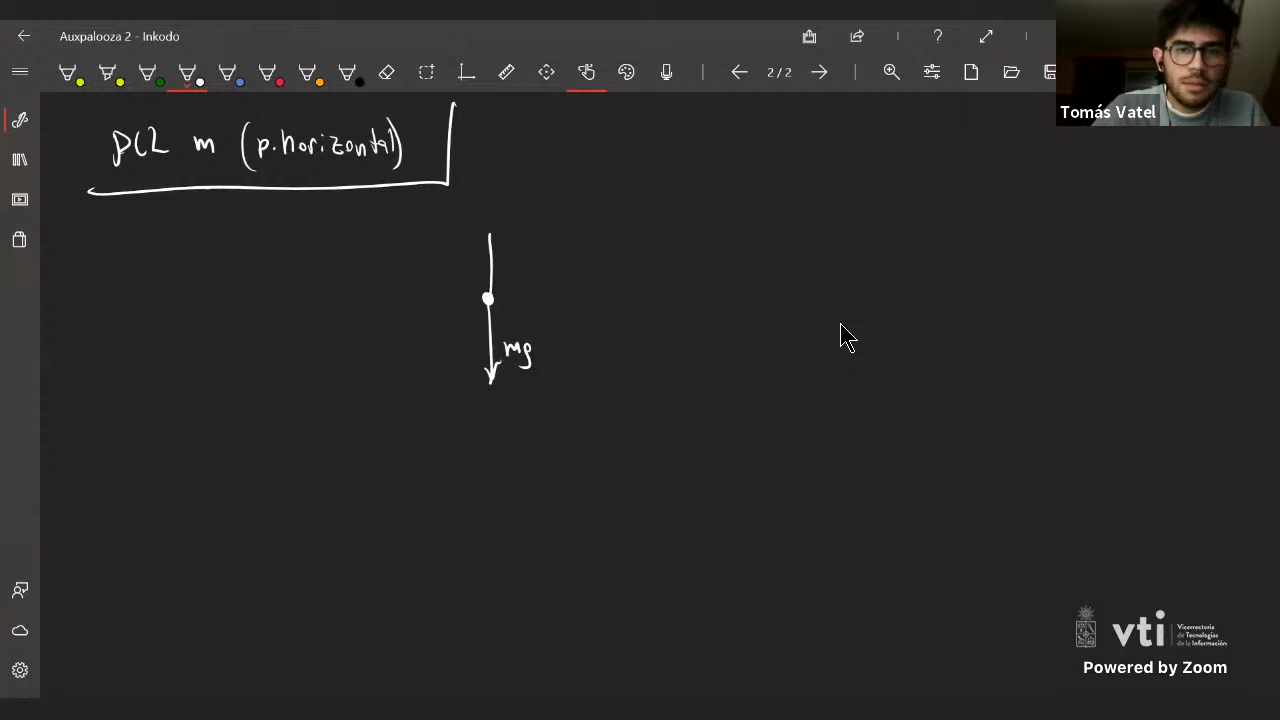 Auxpalooza 2 - Inkodo
2/2
Tomás Vatel
DCL m (p.horizontal)
mg
vti
Vicerrectoría
de Tecnologías
de la Información
Powered by Zoom